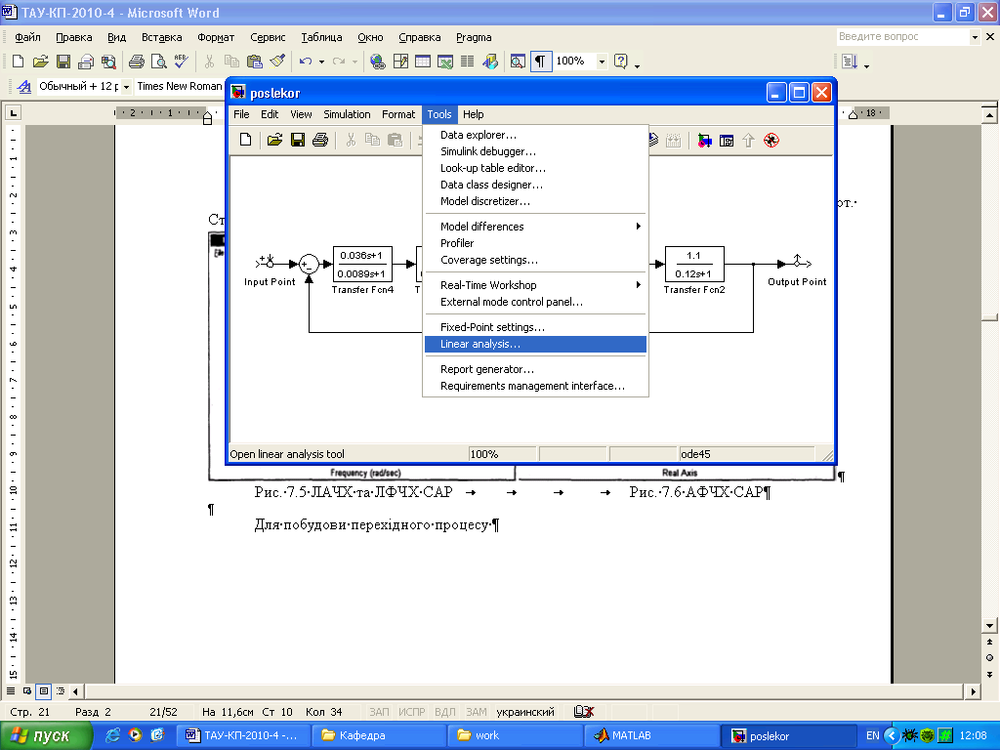 ТАУ-КП-2010-4 - Microsoft Word
Файл Правка Вид Вставка Формат Сервис Таблица Окно Справка Pragma
Введите вопрос
100%
Обычный + 12 р Times New Roman
poslekor
File Edit View Simulation Format Tools Help
Data explorer...
Simulink debugger...
Look-up table editor...
Data class designer...
Model discretizer...
Model differences
Profiler
Coverage settings...
Real-Time Workshop
External mode control panel...
Fixed-Point settings...
Linear analysis...
Report generator...
Requirements management interface...
0.036s+1
0.0089s+1
1.1
0.12s+1
Input Point
Transfer Fcn4
Transfer Fcn2
Output Point
Open linear analysis tool 100% ode45
Frequency (rad/sec) Real Axis
Рис. 7.5 ЛАЧХ та ЛФЧХ САР Рис. 7.6 АФЧХ САР¶
¶
Для побудови перехідного процесу ¶
Стр. 21 Разд 2 21/52 На 11,6см Ст 10 Кол 34 ЗАП ИСПР ВДЛ ЗАМ украинский
пуск ТАУ-КП-2010-4 -... Кафедра work MATLAB poslekor EN 12:08